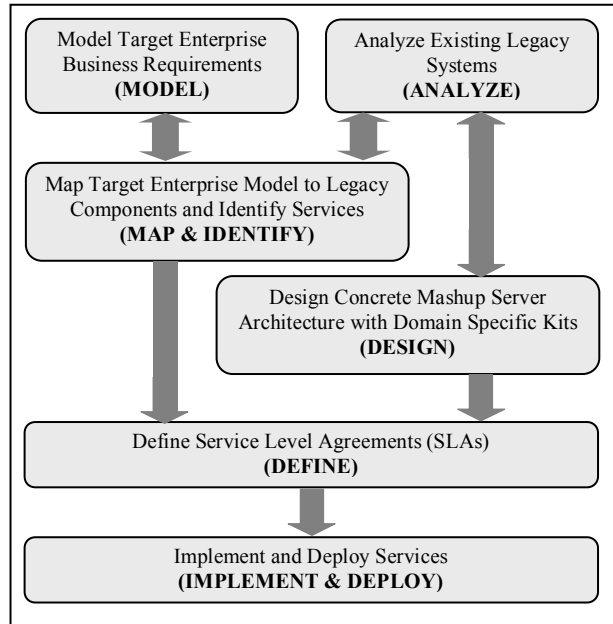 Model Target Enterprise
Business Requirements
(MODEL)
Analyze Existing Legacy
Systems
(ANALYZE)
Map Target Enterprise Model to Legacy
Components and Identify Services
(MAP & IDENTIFY)
Design Concrete Mashup Server
Architecture with Domain Specific Kits
(DESIGN)
Define Service Level Agreements (SLAs)
(DEFINE)
Implement and Deploy Services
(IMPLEMENT & DEPLOY)